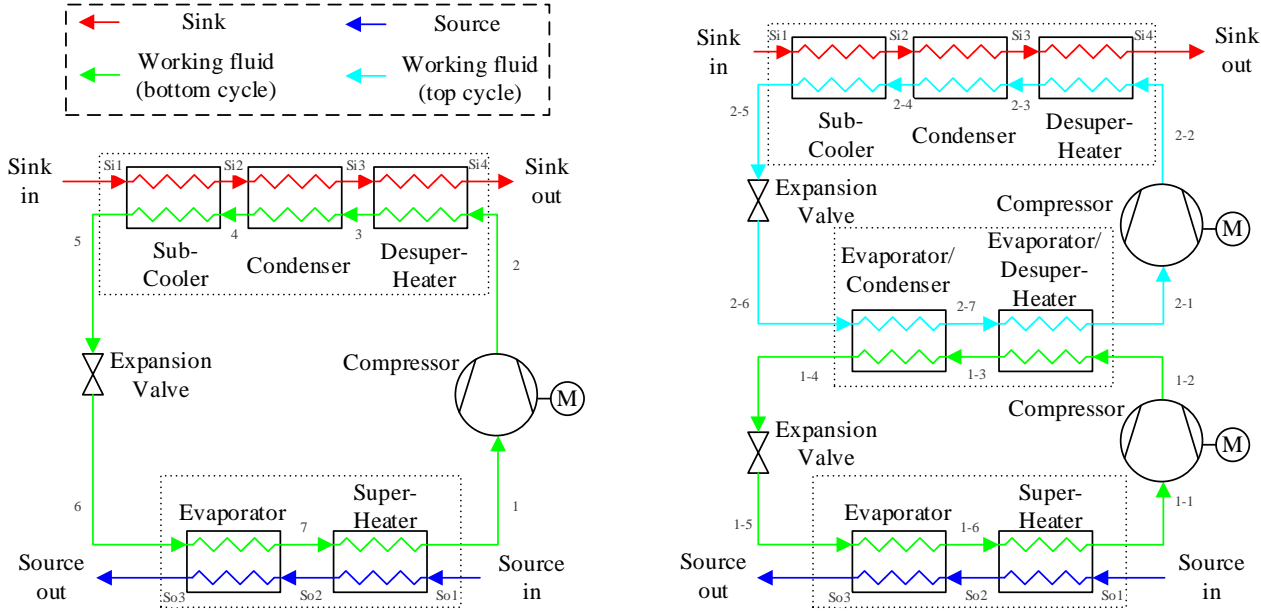 Sink
Source
Working fluid
(bottom cycle)
Working fluid
(top cycle)
Sink
in
Si1
Si2
Si3
Si4
Sink
out
5
4
3
2
Sub-
Cooler
Condenser
Desuper-
Heater
Expansion
Valve
Compressor
M
6
7
1
Evaporator
Super-
Heater
Source
out
So3
So2
So1
Source
in
Sink
in
Si1
Si2
Si3
Si4
Sink
out
2-5
2-4
2-3
2-2
Sub-
Cooler
Condenser
Desuper-
Heater
Expansion
Valve
Compressor
M
Evaporator/
Condenser
Evaporator/
Desuper-
Heater
2-6
2-7
2-1
1-4
1-3
1-2
Compressor
M
Expansion
Valve
1-5
1-6
1-1
Evaporator
Super-
Heater
Source
out
So3
So2
So1
Source
in